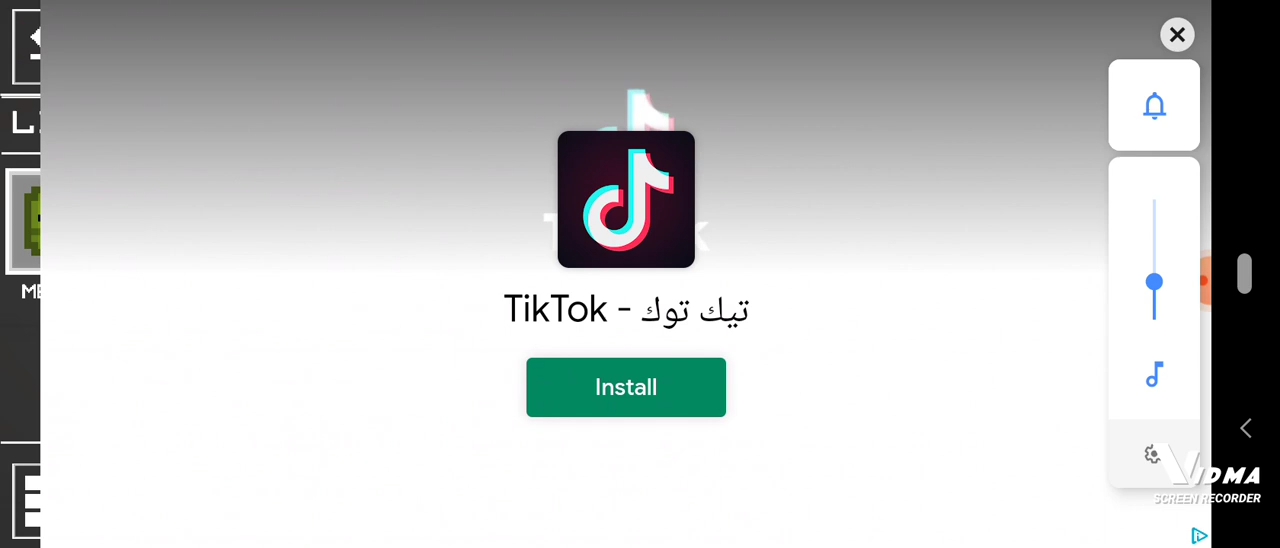 TikTok - تيك توك
Install
VIDMA
SCREEN RECORDER